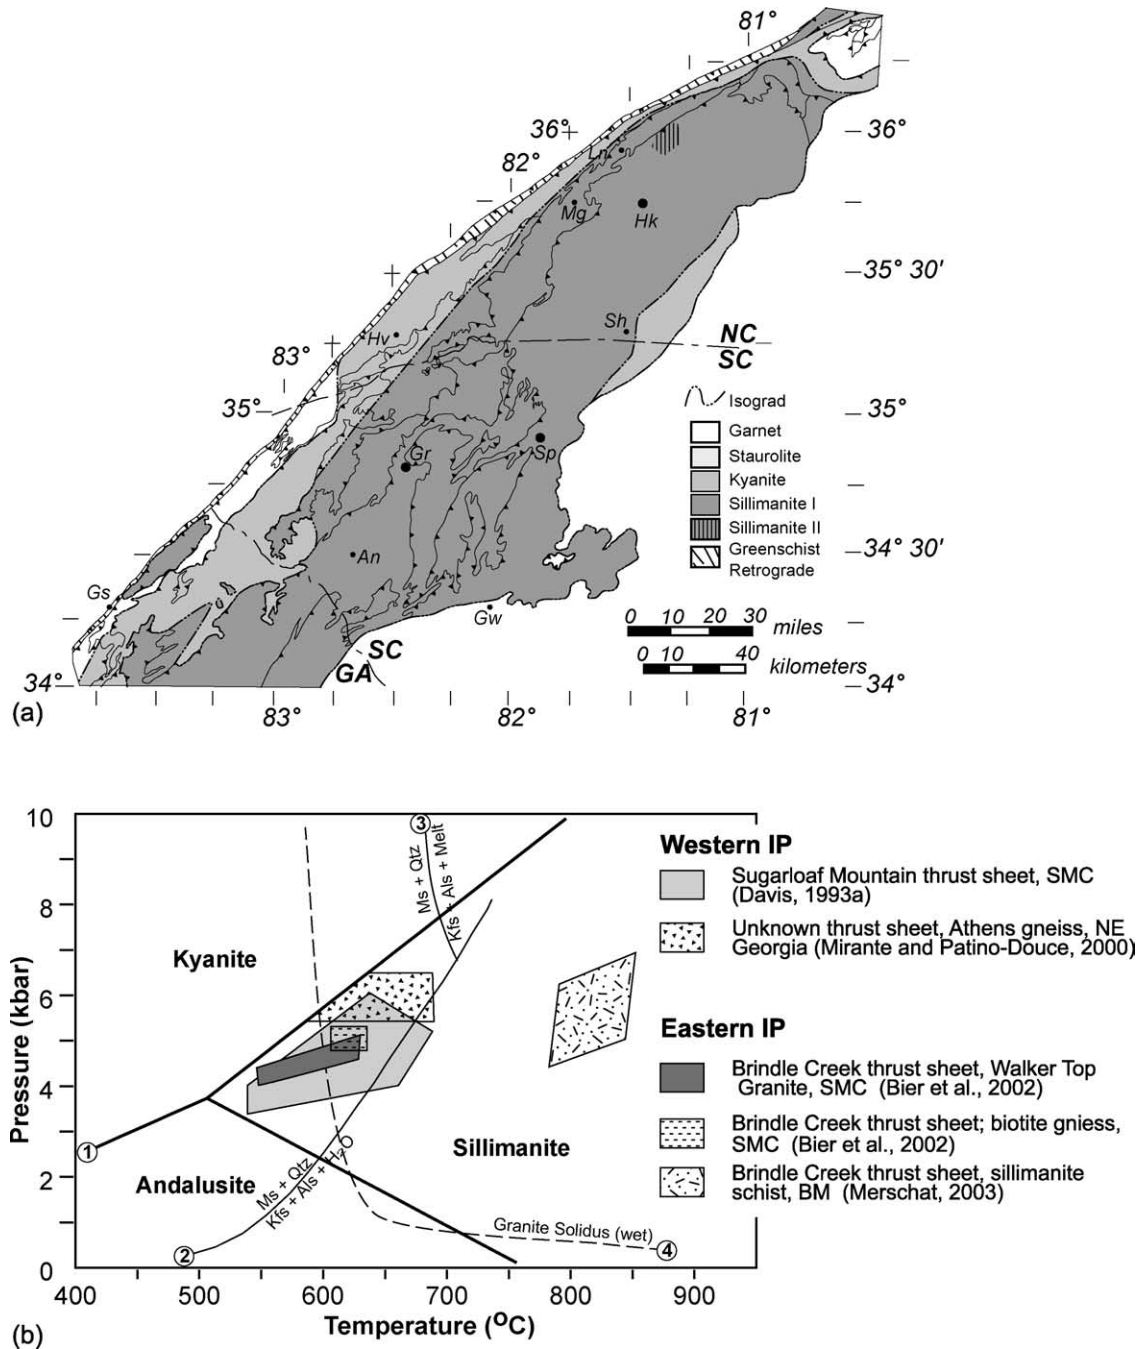 81°
36°
82°
36°
Ln
Mg
Hk
35° 30'
Hv
Sh
NC
SC
83°
35°
35°
Isograd
Garnet
Staurolite
Kyanite
Sillimanite I
Sillimanite II
Greenschist
Retrograde
Gr
Sp
34° 30'
An
Gs
Gw
0 10 20 30
miles
0 10 20 40
kilometers
SC
GA
34°
34°
(a)
83°
82°
81°
10
8
6
4
2
0
Pressure (kbar)
400
500
600
700
800
900
Temperature (°C)
(b)
Kyanite
Andalusite
Sillimanite
1
2
3
4
Ms + Qtz
Kfs + Als + Melt
Ms + Qtz
Kfs + Als + H2O
Granite Solidus (wet)
Western IP
Sugarloaf Mountain thrust sheet, SMC
(Davis, 1993a)
Unknown thrust sheet, Athens gneiss, NE
Georgia (Mirante and Patino-Douce, 2000)
Eastern IP
Brindle Creek thrust sheet, Walker Top
Granite, SMC (Bier et al., 2002)
Brindle Creek thrust sheet; biotite gniess,
SMC (Bier et al., 2002)
Brindle Creek thrust sheet, sillimanite
schist, BM (Merschat, 2003)